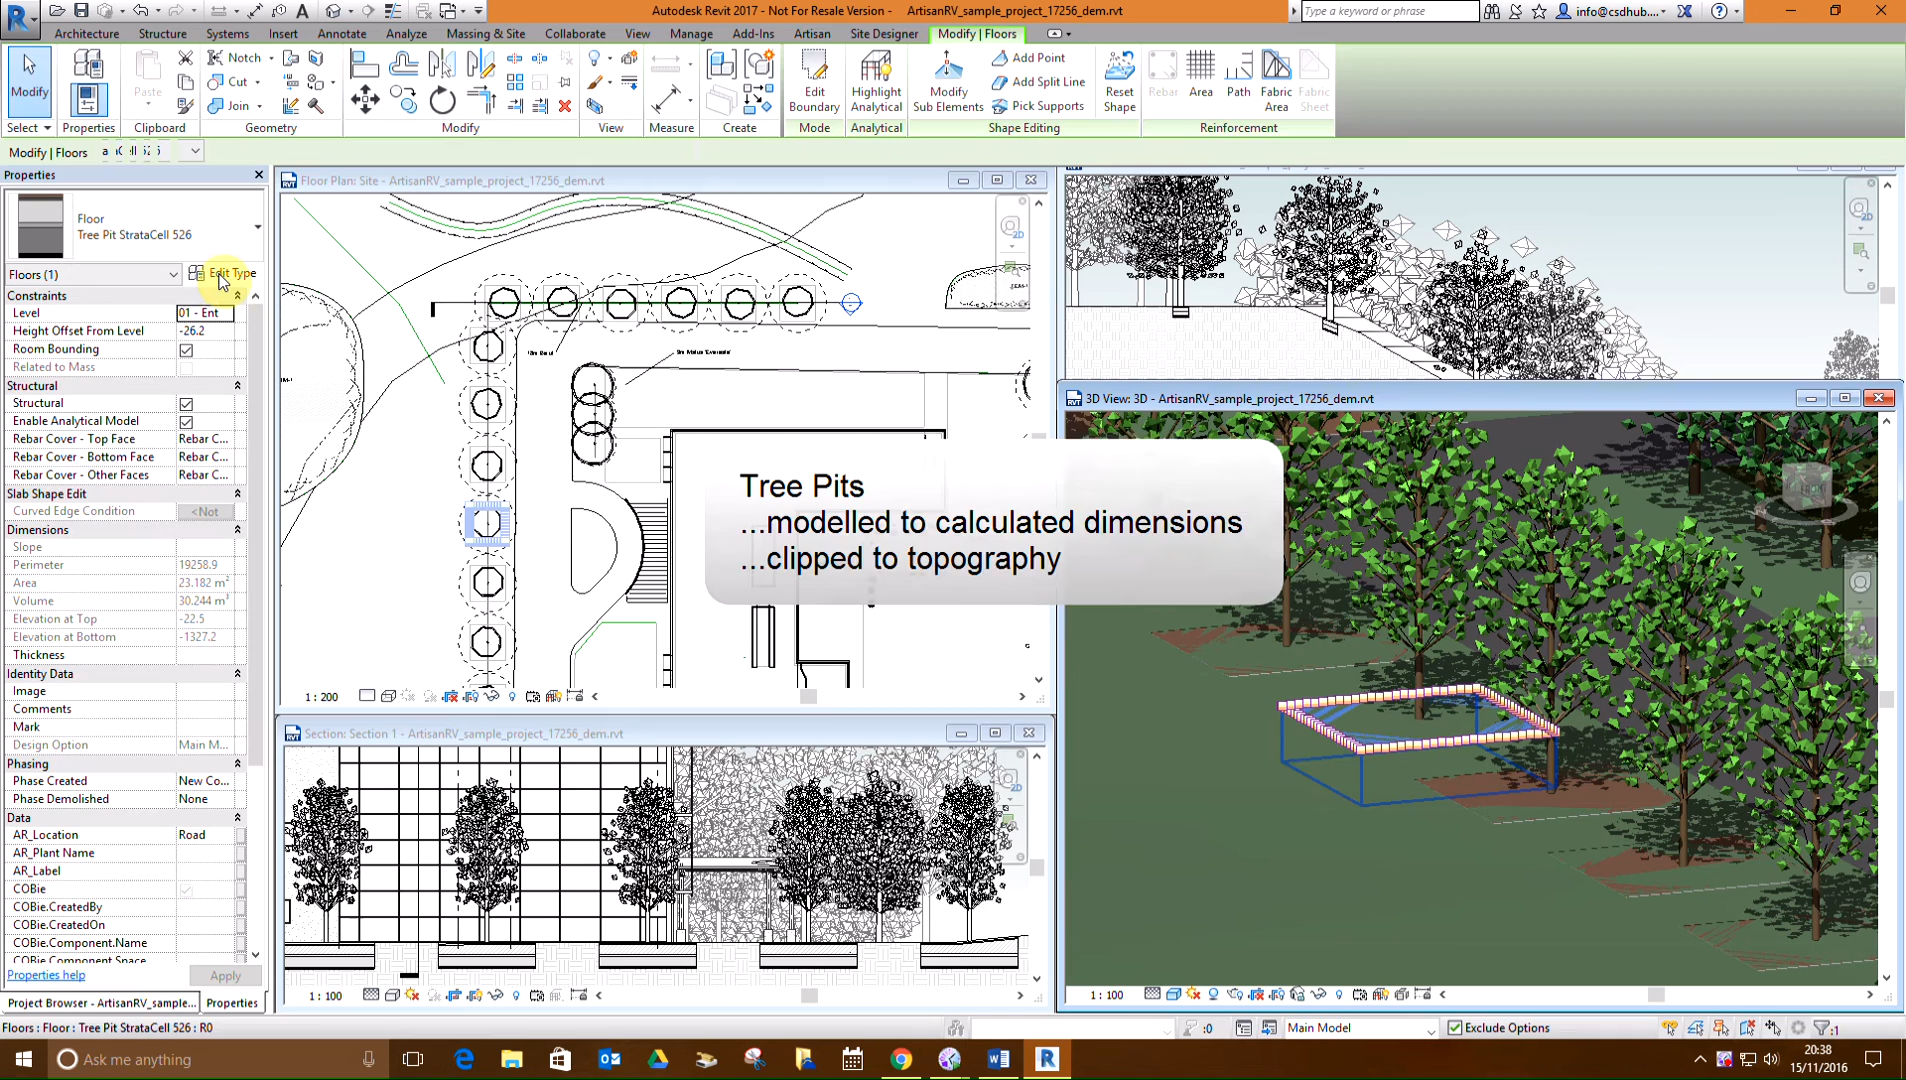 Autodesk Revit 2017 - Not For Resale Version - ArtisanRV_sample_project_17256_dem.rvt
Type a keyword or phrase
info@csdhub....
Architecture Structure Systems Insert Annotate Analyze Massing & Site Collaborate View Manage Add-Ins Artisan Site Designer Modify | Floors
Modify
Paste
Notch
Cut
Join
Edit Boundary
Highlight Analytical
Modify Sub Elements
Add Point
Add Split Line
Pick Supports
Reset Shape
Rebar
Area
Path
Fabric Area
Fabric Sheet
Select Properties Clipboard Geometry Modify View Measure Create Mode Analytical Shape Editing Reinforcement
Modify | Floors
Properties
Floor
Tree Pit StrataCell 526
Floors (1)
Edit Type
Constraints
Level 01 - Ent
Height Offset From Level -26.2
Room Bounding
Related to Mass
Structural
Structural
Enable Analytical Model
Rebar Cover - Top Face Rebar C...
Rebar Cover - Bottom Face Rebar C...
Rebar Cover - Other Faces Rebar C...
Slab Shape Edit
Curved Edge Condition <Not
Dimensions
Slope
Perimeter 19258.9
Area 23.182 m²
Volume 30.244 m³
Elevation at Top -22.5
Elevation at Bottom -1327.2
Thickness
Identity Data
Image
Comments
Mark
Design Option Main M...
Phasing
Phase Created New Co...
Phase Demolished None
Data
AR_Location Road
AR_Plant Name
AR_Label
COBie
COBie.CreatedBy
COBie.CreatedOn
COBie.Component.Name
COBie.Component.Space
Properties help
Apply
Project Browser - ArtisanRV_sample...
Properties
Floor Plan: Site - ArtisanRV_sample_project_17256_dem.rvt
1 : 200
Section: Section 1 - ArtisanRV_sample_project_17256_dem.rvt
1 : 100
3D View: 3D - ArtisanRV_sample_project_17256_dem.rvt
1 : 100
Tree Pits
...modelled to calculated dimensions
...clipped to topography
Floors : Floor : Tree Pit StrataCell 526 : R0
:0
Main Model
Exclude Options
:1
Ask me anything
20:38
15/11/2016